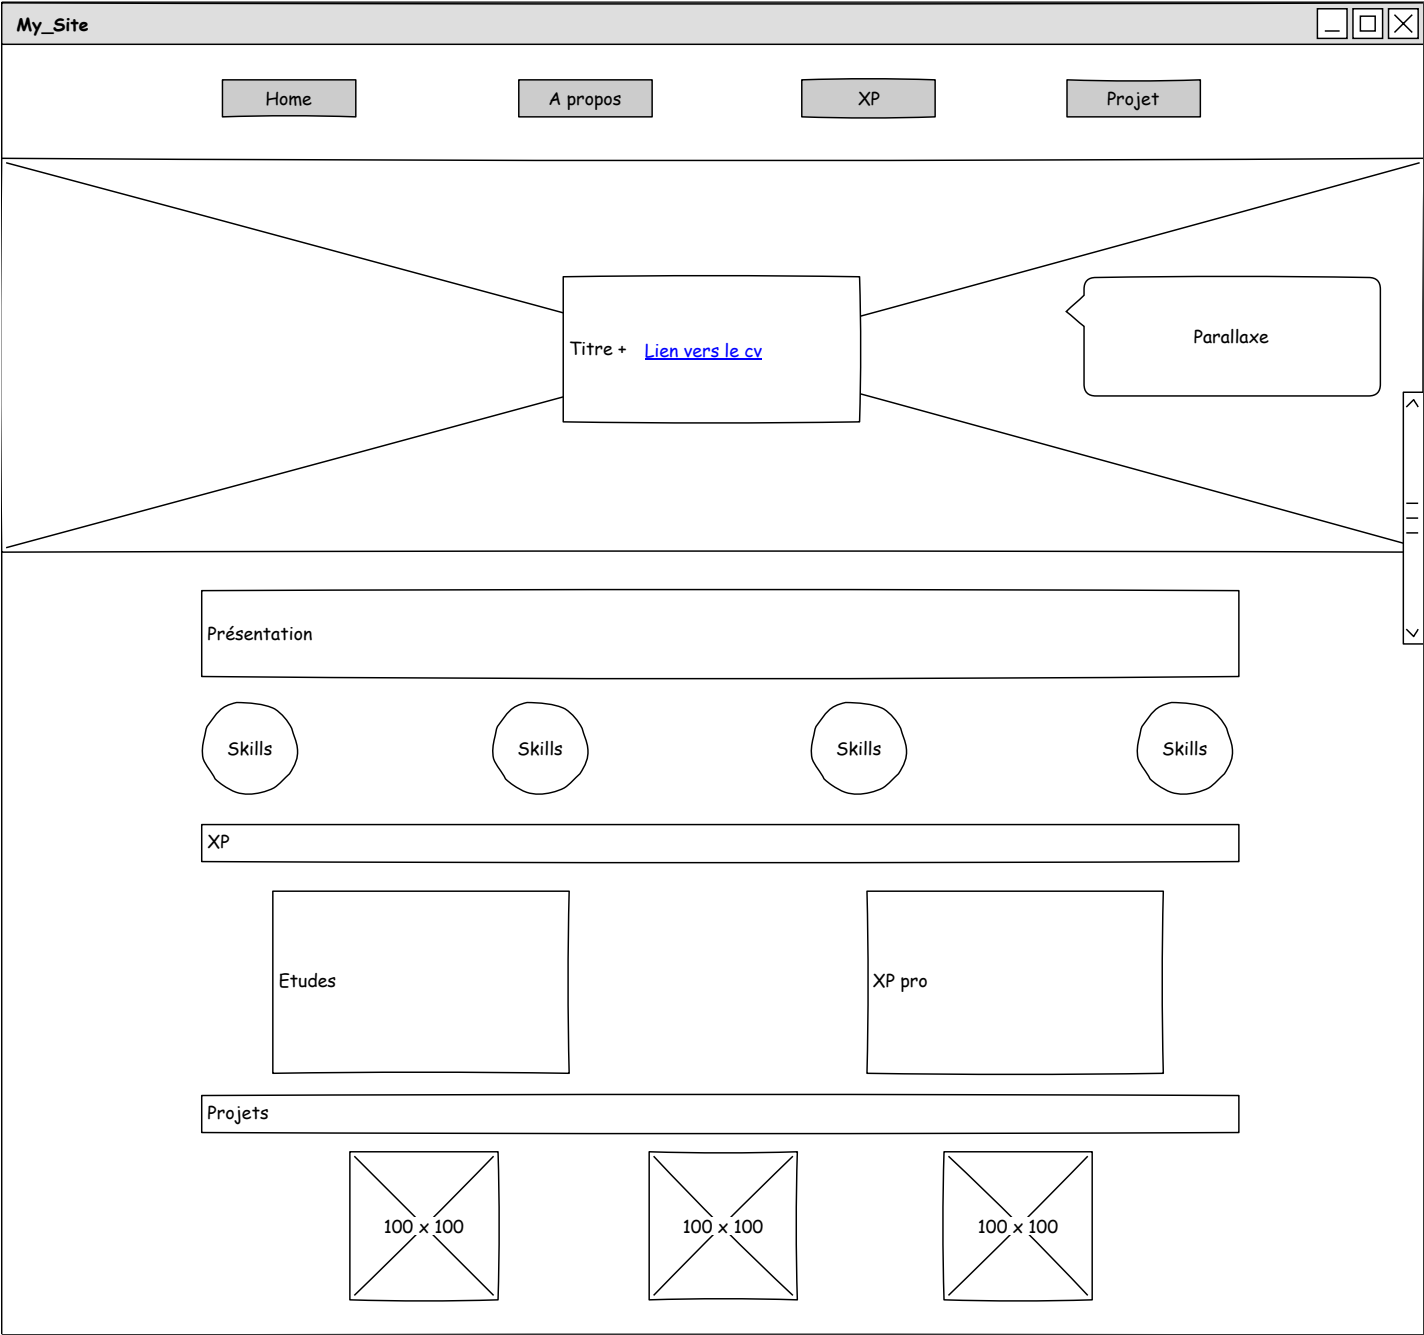 My_Site
Home A propos XP Projet
Titre + Lien vers le cv
Parallaxe
Présentation
Skills Skills Skills Skills
XP
Etudes XP pro
Projets
100 x 100 100 x 100 100 x 100